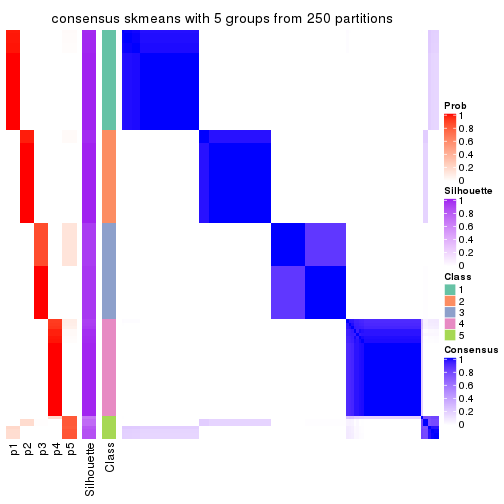 consensus skmeans with 5 groups from 250 partitions
Prob
1
0.8
0.6
0.4
0.2
0
Silhouette
1
0.8
0.6
0.4
0.2
0
Class
1
2
3
4
5
Consensus
1
0.8
0.6
0.4
0.2
0
p1
p2
p3
p4
p5
Silhouette
Class